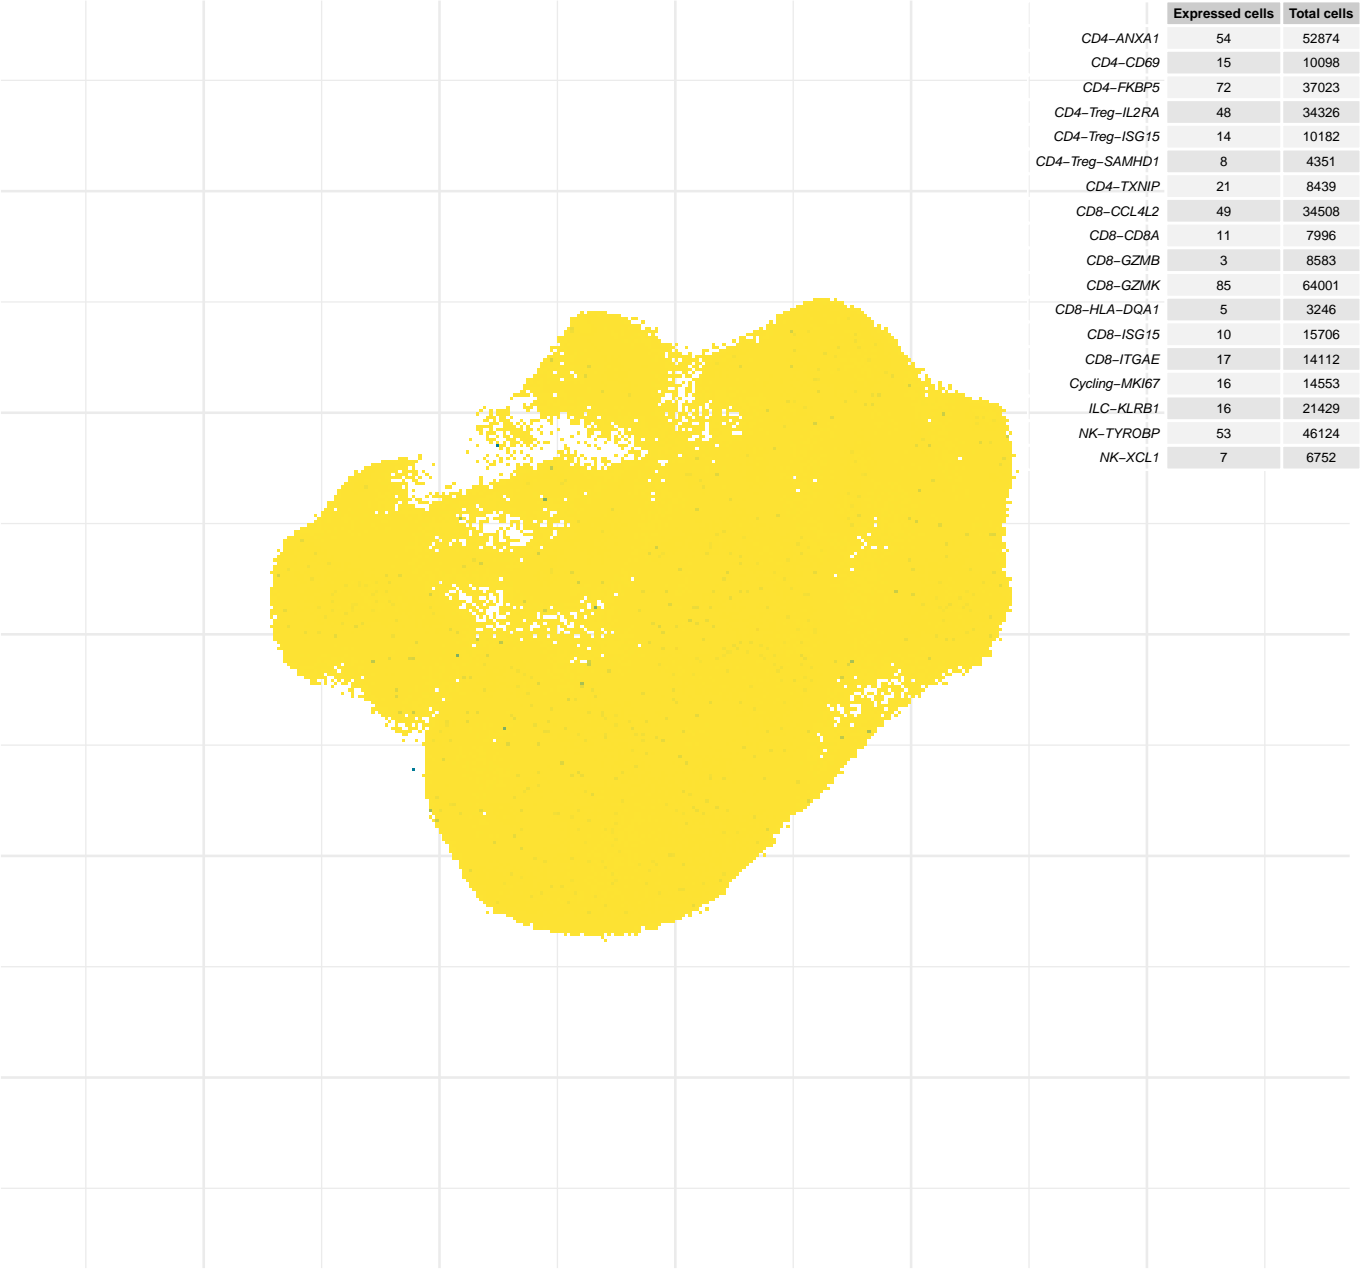 Expressed cells Total cells
CD4−ANXA1 54 52874
CD4−CD69 15 10098
CD4−FKBP5 72 37023
CD4−Treg−IL2RA 48 34326
CD4−Treg−ISG15 14 10182
CD4−Treg−SAMHD1 8 4351
CD4−TXNIP 21 8439
CD8−CCL4L2 49 34508
CD8−CD8A 11 7996
CD8−GZMB 3 8583
CD8−GZMK 85 64001
CD8−HLA−DQA1 5 3246
CD8−ISG15 10 15706
CD8−ITGAE 17 14112
Cycling−MKI67 16 14553
ILC−KLRB1 16 21429
NK−TYROBP 53 46124
NK−XCL1 7 6752